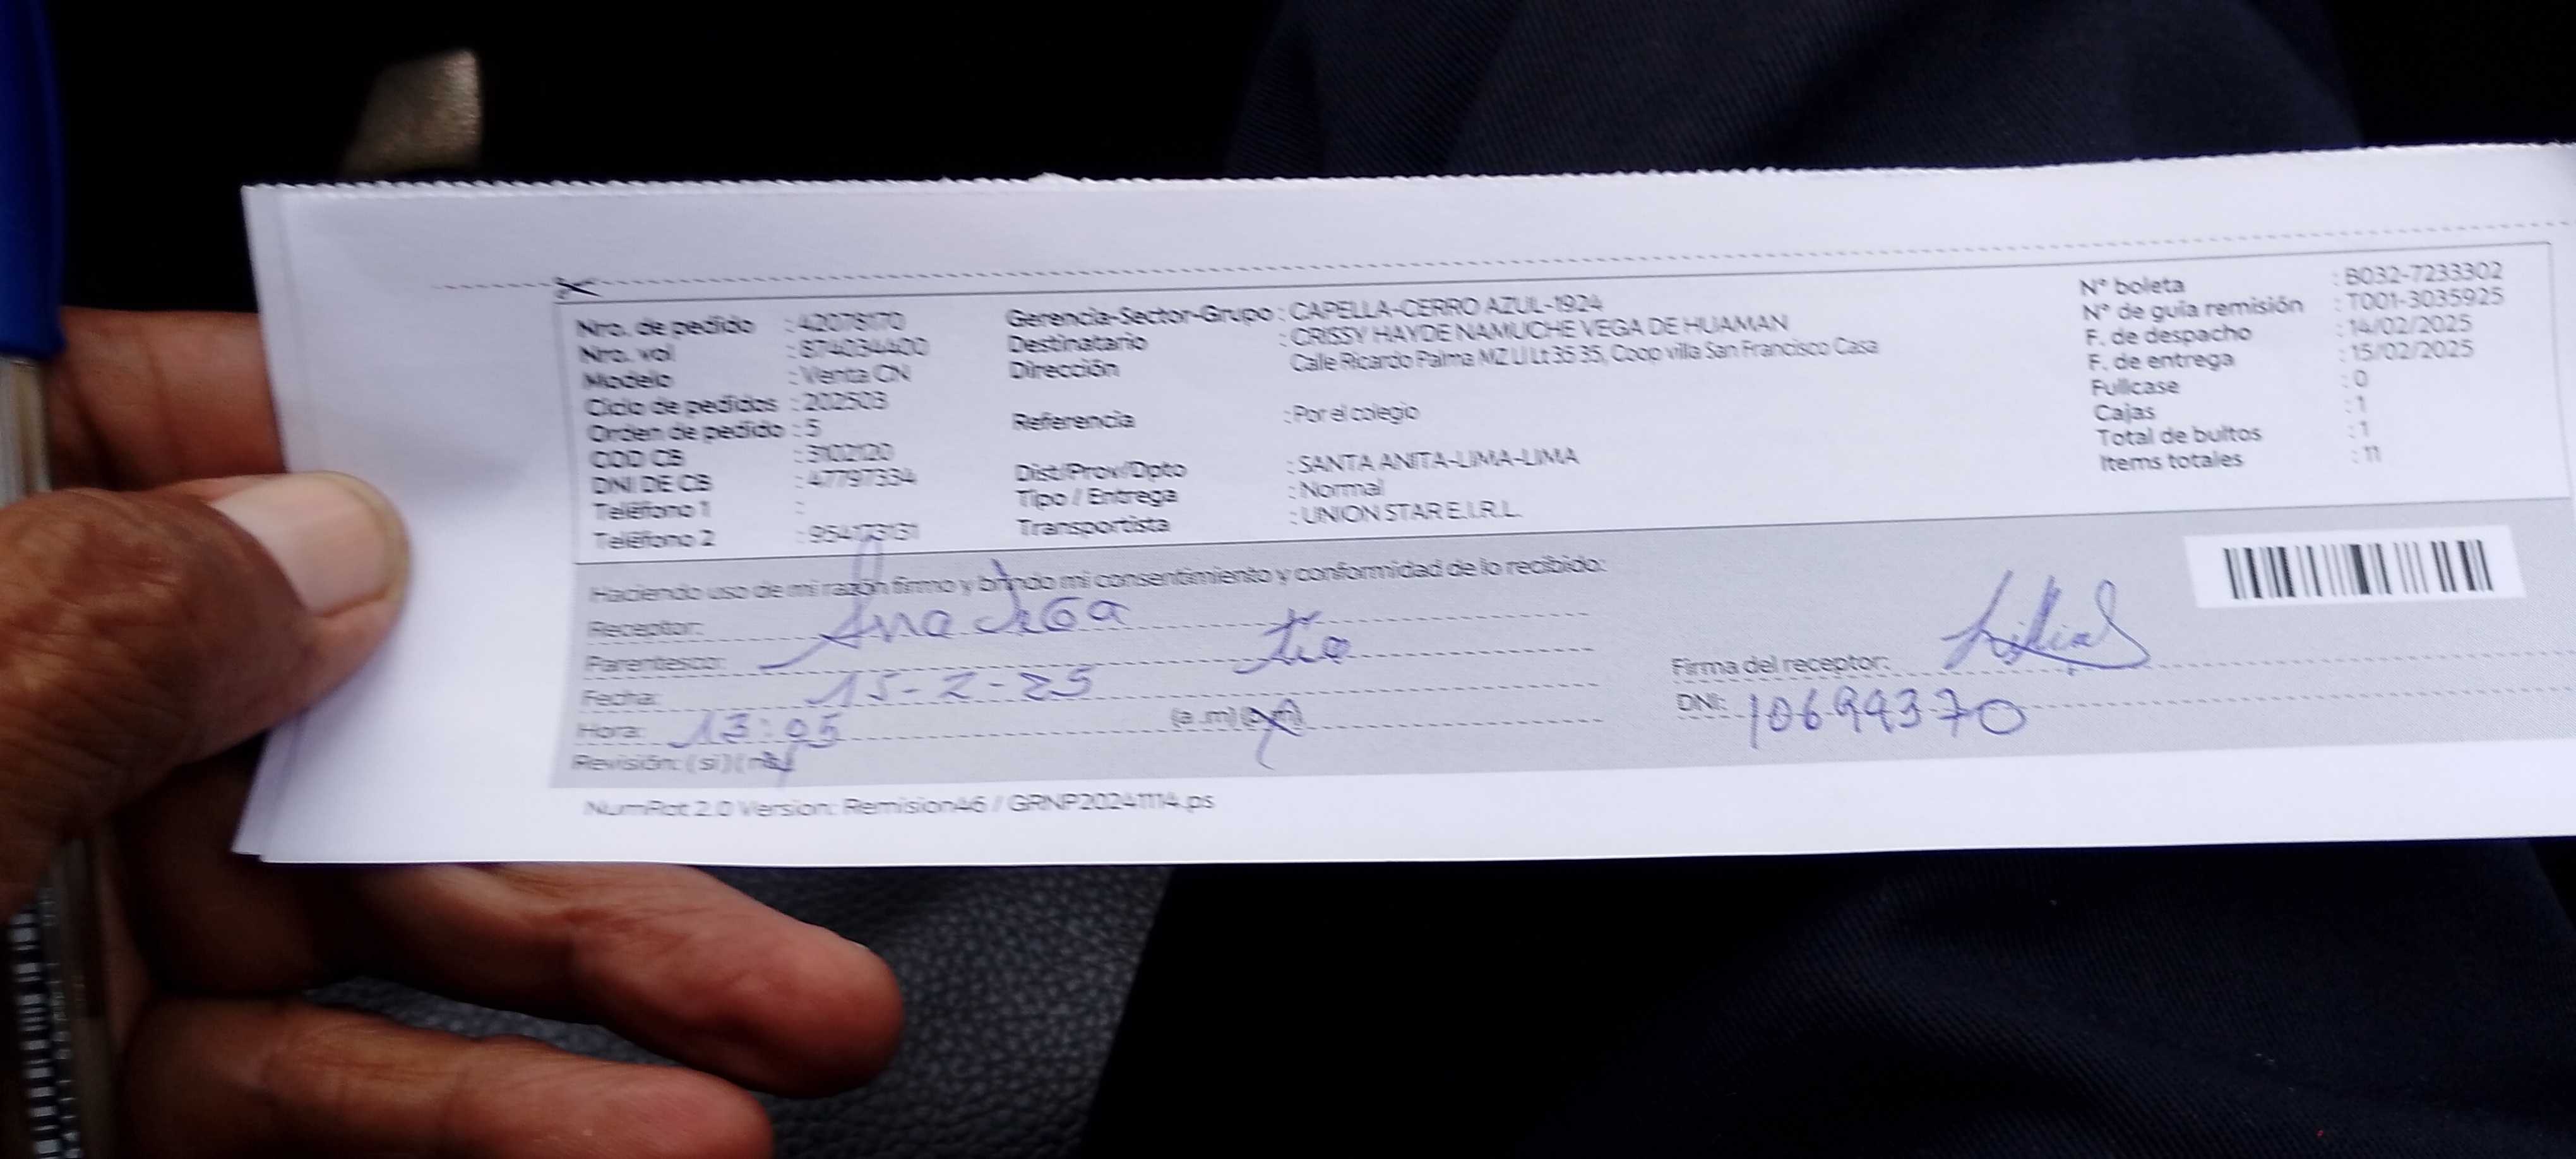 Nro. de pedido : 42078170
Nro. vol : 874034400
Modelo : Venta CN
Ciclo de pedidos : 202503
Orden de pedido : 5
COD CB : 3102120
DNI DE CB : 47797334
Teléfono 1 :
Teléfono 2 : 954173131
Gerencia-Sector-Grupo : CAPELLA-CERRO AZUL-1924
Destinatario : CRISSY HAYDE NAMUCHE VEGA DE HUAMAN
Dirección Calle Ricardo Palma MZ LI Lt 35 35, Coop villa San Francisco Casa
Referencia : Por el colegio
Dist/Prov/Dpto : SANTA ANITA-LIMA-LIMA
Tipo / Entrega : Normal
Transportista : UNION STAR E.I.R.L.
N° boleta : B032-7233302
N° de guía remisión : T001-3035925
F. de despacho : 14/02/2025
F. de entrega : 15/02/2025
Fullcase : 0
Cajas : 1
Total de bultos : 1
Items totales : 11
Haciendo uso de mi razón firmo y brindo mi consentimiento y conformidad de lo recibido:
Receptor: Ana
Parentesco: tia
Fecha: 15-2-25
Hora: 13:05 (a .m) (p.m)
Revisión: ( si ) ( no )
Firma del receptor:
DNI: 10699370
NumRot 2.0 Version: Remision46 / GRNP20241114.ps